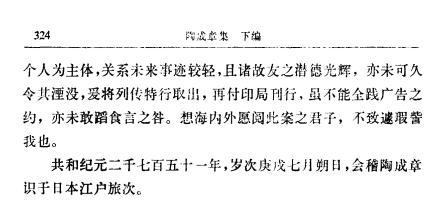 324 陶成章集 下编
个人为主体，关系未来事迹较轻，且诸故友之潜德光辉，亦未可久
令其湮没，爰将列传特行取出，再付印局刊行，虽不能全践广告之
约，亦未敢蹈食言之咎。想海内外愿阅此案之君子，不致遽瑕訾
我也。
共和纪元二千七百五十一年，岁次庚戌七月朔日，会稽陶成章
识于日本江户旅次。